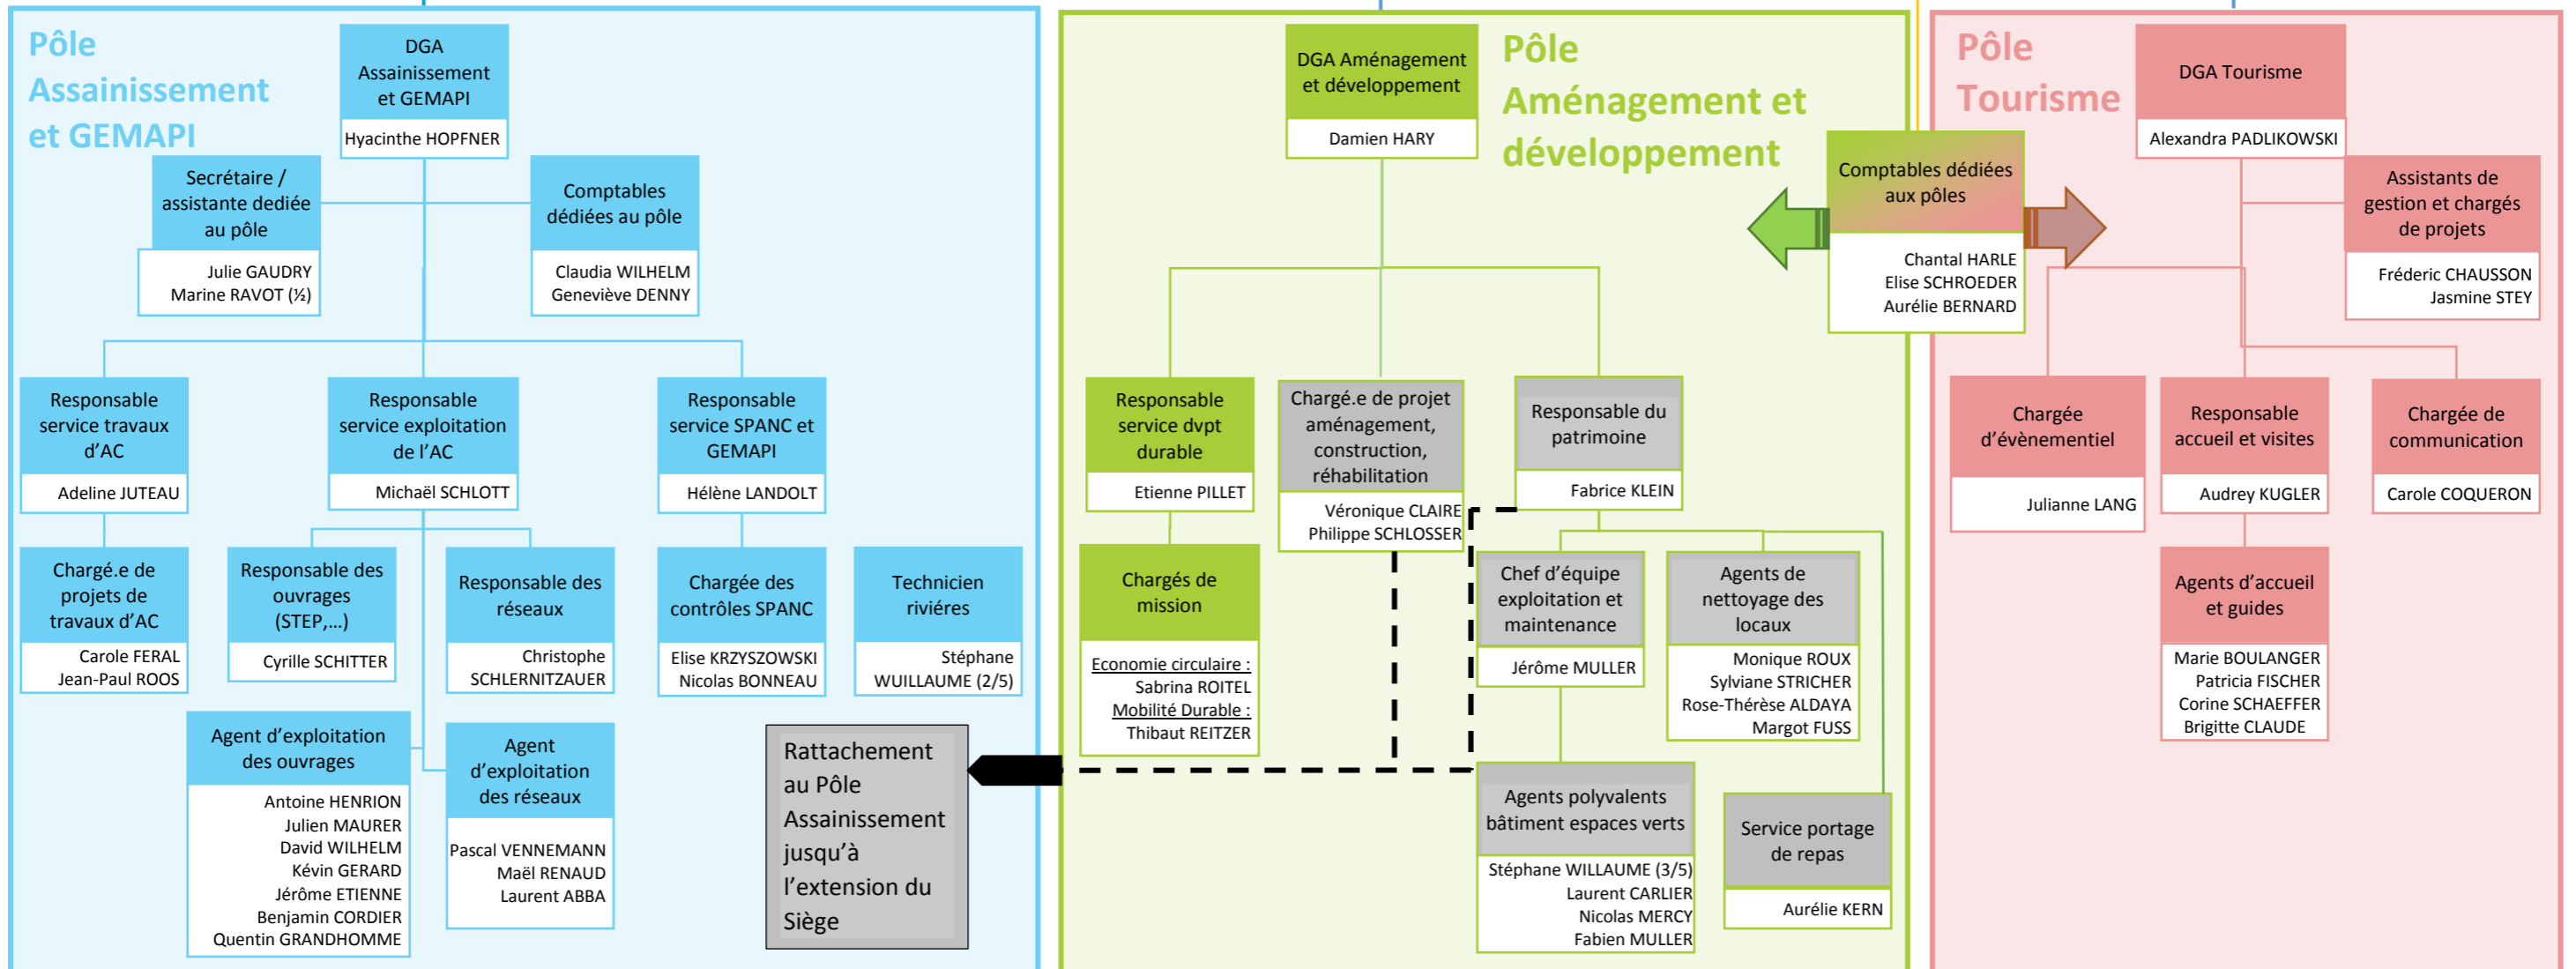 Pôle
Assainissement
et GEMAPI
DGA
Assainissement
et GEMAPI
Hyacinthe HOPFNER
Secrétaire /
assistante dediée
au pôle
Julie GAUDRY
Marine RAVOT (½)
Comptables
dédiées au pôle
Claudia WILHELM
Geneviève DENNY
Responsable
service travaux
d'AC
Adeline JUTEAU
Responsable
service exploitation
de l'AC
Michaël SCHLOTT
Responsable
service SPANC et
GEMAPI
Hélène LANDOLT
Chargé.e de
projets de
travaux d'AC
Carole FERAL
Jean-Paul ROOS
Responsable des
ouvrages
(STEP,...)
Cyrille SCHITTER
Responsable des
réseaux
Christophe
SCHLERNITZAUER
Chargée des
contrôles SPANC
Elise KRZYSZOWSKI
Nicolas BONNEAU
Technicien
riviéres
Stéphane
WUILLAUME (2/5)
Agent d'exploitation
des ouvrages
Antoine HENRION
Julien MAURER
David WILHELM
Kévin GERARD
Jérôme ETIENNE
Benjamin CORDIER
Quentin GRANDHOMME
Agent
d'exploitation
des réseaux
Pascal VENNEMANN
Maël RENAUD
Laurent ABBA
Rattachement
au Pôle
Assainissement
jusqu'à
l'extension du
Siège
Pôle
Aménagement et
développement
DGA Aménagement
et développement
Damien HARY
Comptables dédiées
aux pôles
Chantal HARLE
Elise SCHROEDER
Aurélie BERNARD
Responsable
service dvpt
durable
Etienne PILLET
Chargé.e de projet
aménagement,
construction,
réhabilitation
Véronique CLAIRE
Philippe SCHLOSSER
Responsable du
patrimoine
Fabrice KLEIN
Chargés de
mission
Economie circulaire :
Sabrina ROITEL
Mobilité Durable :
Thibaut REITZER
Chef d'équipe
exploitation et
maintenance
Jérôme MULLER
Agents de
nettoyage des
locaux
Monique ROUX
Sylviane STRICHER
Rose-Thérèse ALDAYA
Margot FUSS
Agents polyvalents
bâtiment espaces verts
Stéphane WILLAUME (3/5)
Laurent CARLIER
Nicolas MERCY
Fabien MULLER
Service portage
de repas
Aurélie KERN
Pôle
Tourisme
DGA Tourisme
Alexandra PADLIKOWSKI
Assistants de
gestion et chargés
de projets
Fréderic CHAUSSON
Jasmine STEY
Chargée
d'évènementiel
Julianne LANG
Responsable
accueil et visites
Audrey KUGLER
Chargée de
communication
Carole COQUERON
Agents d'accueil
et guides
Marie BOULANGER
Patricia FISCHER
Corine SCHAEFFER
Brigitte CLAUDE